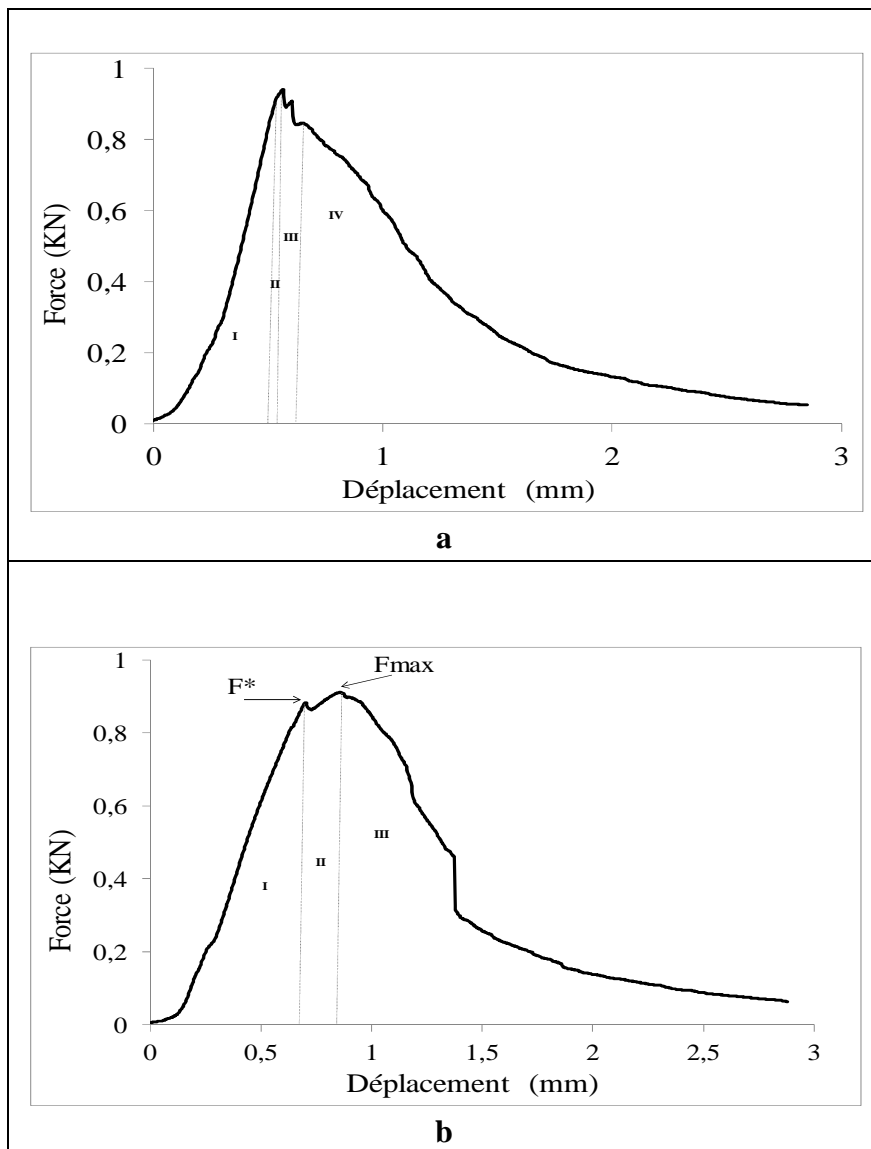 1
0,8
0,6
0,4
0,2
0
Force (KN)
I
II
III
IV
0 1 2 3
Déplacement (mm)
a
F*
Fmax
1
0,8
0,6
0,4
0,2
0
Force (KN)
I
II
III
0 0,5 1 1,5 2 2,5 3
Déplacement (mm)
b